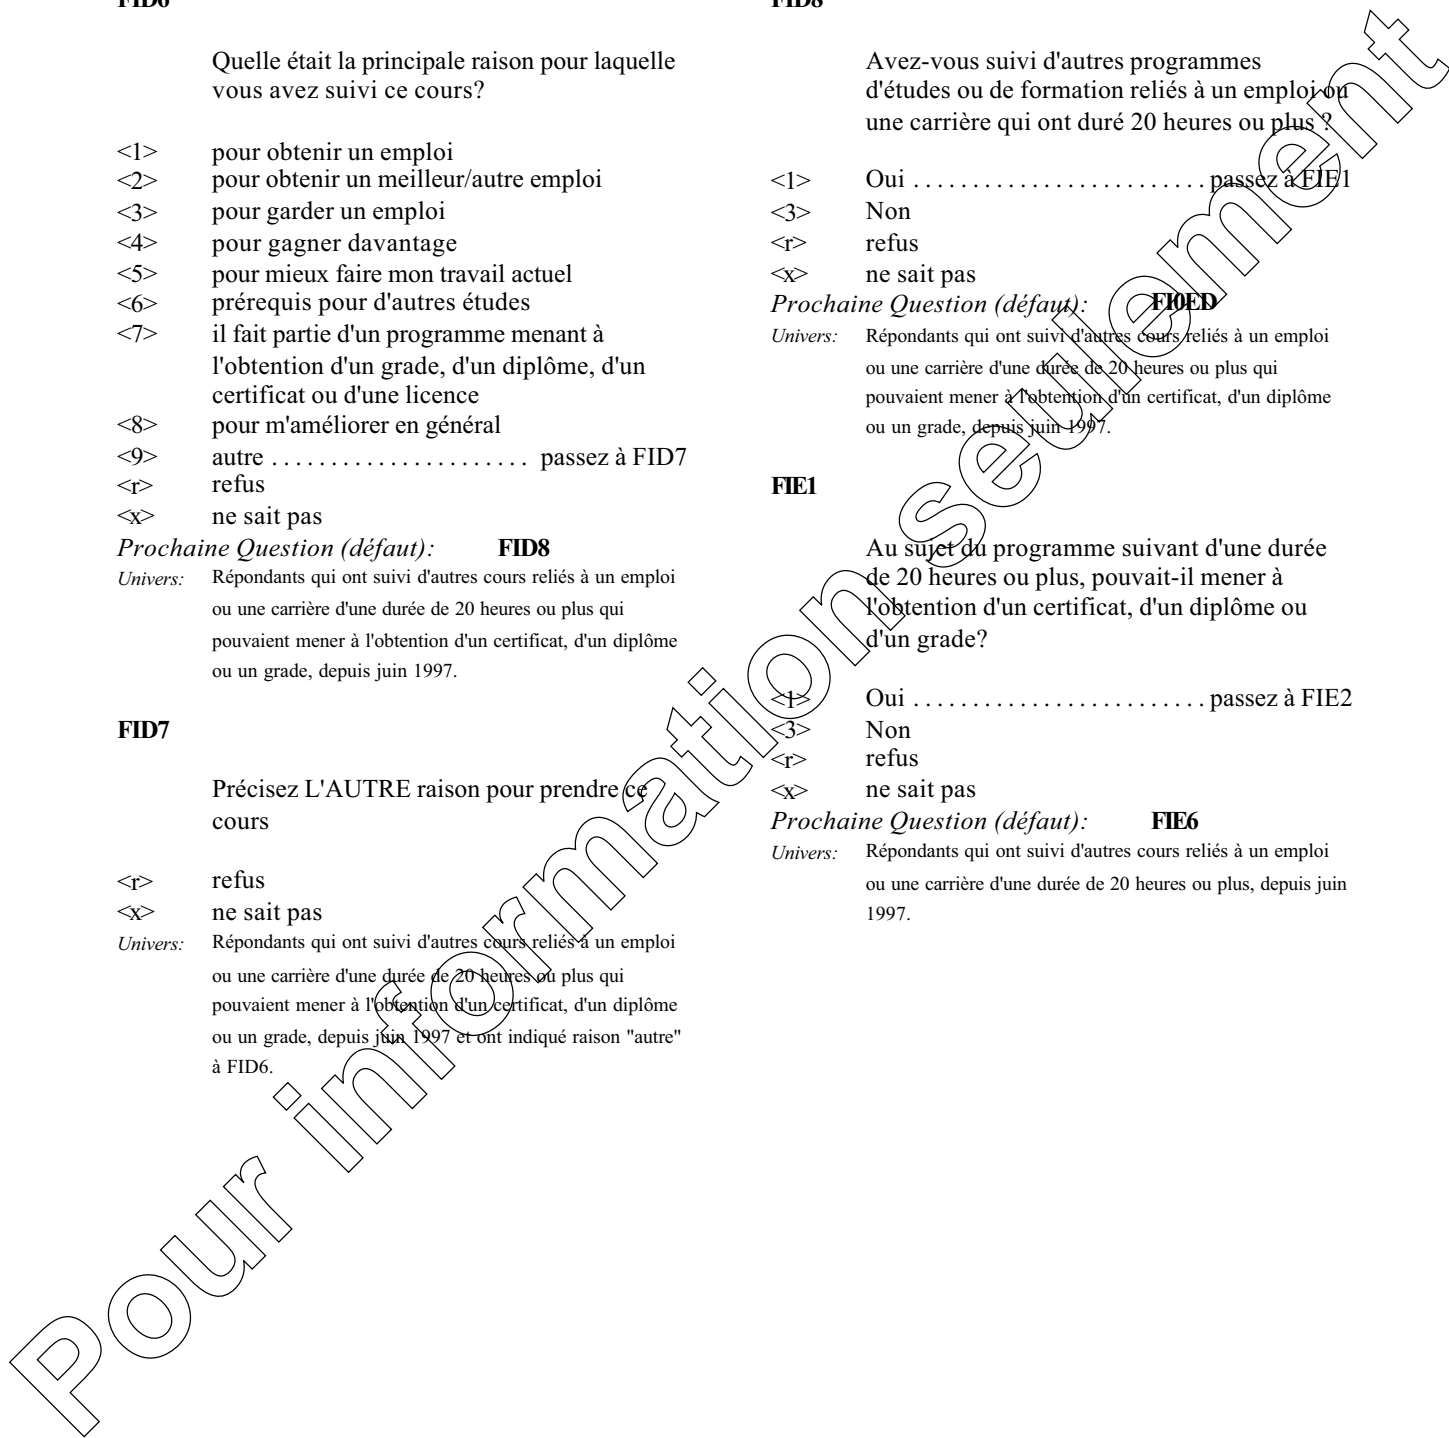 FID6
Quelle était la principale raison pour laquelle
vous avez suivi ce cours?
<1> pour obtenir un emploi
<2> pour obtenir un meilleur/autre emploi
<3> pour garder un emploi
<4> pour gagner davantage
<5> pour mieux faire mon travail actuel
<6> prérequis pour d'autres études
<7> il fait partie d'un programme menant à
l'obtention d'un grade, d'un diplôme, d'un
certificat ou d'une licence
<8> pour m'améliorer en général
<9> autre . . . . . . . . . . . . . . . . . . . . . . passez à FID7
<r> refus
<x> ne sait pas
Prochaine Question (défaut): FID8
Univers: Répondants qui ont suivi d'autres cours reliés à un emploi
ou une carrière d'une durée de 20 heures ou plus qui
pouvaient mener à l'obtention d'un certificat, d'un diplôme
ou un grade, depuis juin 1997.
FID7
Précisez L'AUTRE raison pour prendre ce
cours
<r> refus
<x> ne sait pas
Univers: Répondants qui ont suivi d'autres cours reliés à un emploi
ou une carrière d'une durée de 20 heures ou plus qui
pouvaient mener à l'obtention d'un certificat, d'un diplôme
ou un grade, depuis juin 1997 et ont indiqué raison "autre"
à FID6.
FID8
Avez-vous suivi d'autres programmes
d'études ou de formation reliés à un emploi ou
une carrière qui ont duré 20 heures ou plus ?
<1> Oui . . . . . . . . . . . . . . . . . . . . . . . . . passez à FIE1
<3> Non
<r> refus
<x> ne sait pas
Prochaine Question (défaut): FI0ED
Univers: Répondants qui ont suivi d'autres cours reliés à un emploi
ou une carrière d'une durée de 20 heures ou plus qui
pouvaient mener à l'obtention d'un certificat, d'un diplôme
ou un grade, depuis juin 1997.
FIE1
Au sujet du programme suivant d'une durée
de 20 heures ou plus, pouvait-il mener à
l'obtention d'un certificat, d'un diplôme ou
d'un grade?
<1> Oui . . . . . . . . . . . . . . . . . . . . . . . . . passez à FIE2
<3> Non
<r> refus
<x> ne sait pas
Prochaine Question (défaut): FIE6
Univers: Répondants qui ont suivi d'autres cours reliés à un emploi
ou une carrière d'une durée de 20 heures ou plus, depuis juin
1997.
Pour information seulement